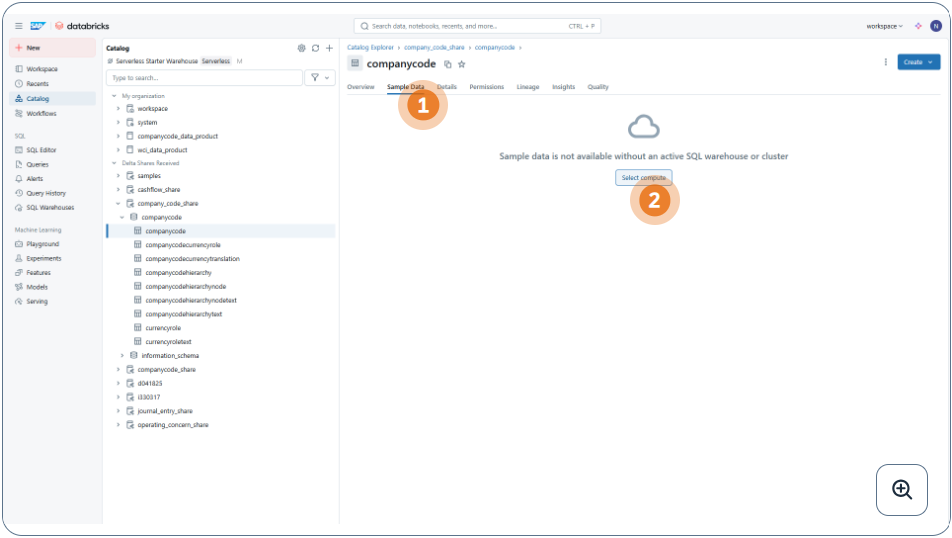 SAP databricks
Search data, notebooks, recents, and more... CTRL + P
workspace
N
New
Workspace
Recents
Catalog
Workflows
SQL
SQL Editor
Queries
Alerts
Query History
SQL Warehouses
Machine Learning
Playground
Experiments
Features
Models
Serving
Catalog
Serverless Starter Warehouse Serverless M
Type to search...
My organization
workspace
system
companycode_data_product
wci_data_product
Delta Shares Received
samples
cashflow_share
company_code_share
companycode
companycode
companycodecurrencyrole
companycodecurrencytranslation
companycodehierarchy
companycodehierarchynode
companycodehierarchynodetext
companycodehierarchytext
currencyrole
currencyroletext
information_schema
companycode_share
d041825
i330317
journal_entry_share
operating_concern_share
Catalog Explorer › company_code_share › companycode ›
companycode
Create
Overview Sample Data Details Permissions Lineage Insights Quality
1
Sample data is not available without an active SQL warehouse or cluster
Select compute
2